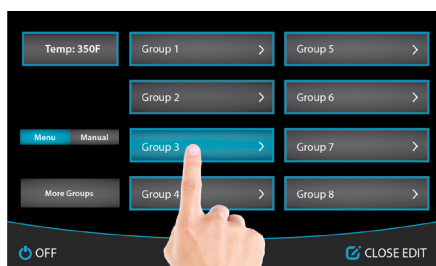 Temp: 350F
Group 1
Group 5
Group 2
Group 6
Menu Manual
Group 3
Group 7
More Groups
Group 4
Group 8
OFF
CLOSE EDIT